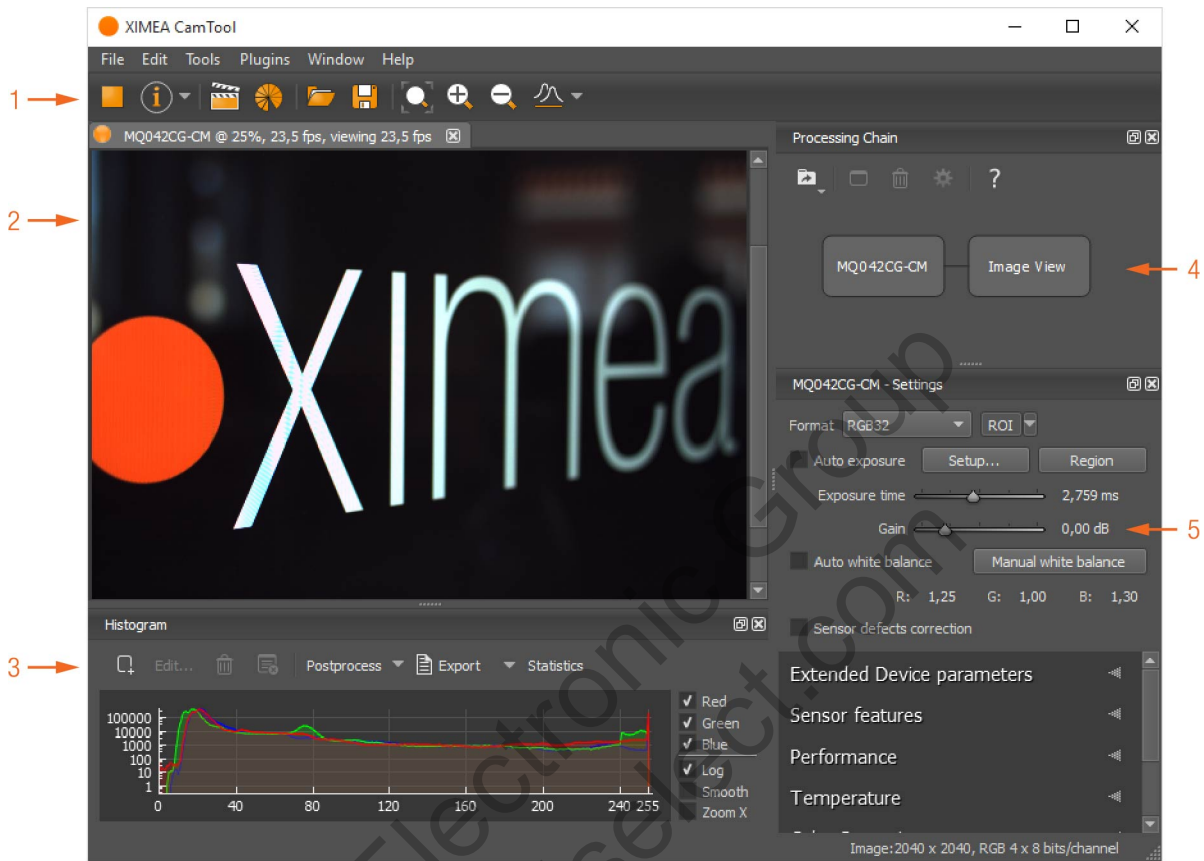 XIMEA CamTool
File Edit Tools Plugins Window Help
1
MQ042CG-CM @ 25%, 23,5 fps, viewing 23,5 fps
2
ximea
Processing Chain
?
MQ042CG-CM Image View
4
MQ042CG-CM - Settings
Format RGB32 ROI
Auto exposure Setup... Region
Exposure time 2,759 ms
Gain 0,00 dB
5
Auto white balance Manual white balance
R: 1,25 G: 1,00 B: 1,30
Sensor defects correction
Extended Device parameters
Sensor features
Performance
Temperature
Histogram
3
Edit... Postprocess Export Statistics
100000
10000
1000
100
10
1
0 40 80 120 160 200 240 255
Red
Green
Blue
Log
Smooth
Zoom X
Image:2040 x 2040, RGB 4 x 8 bits/channel
Electronic Group
select.com